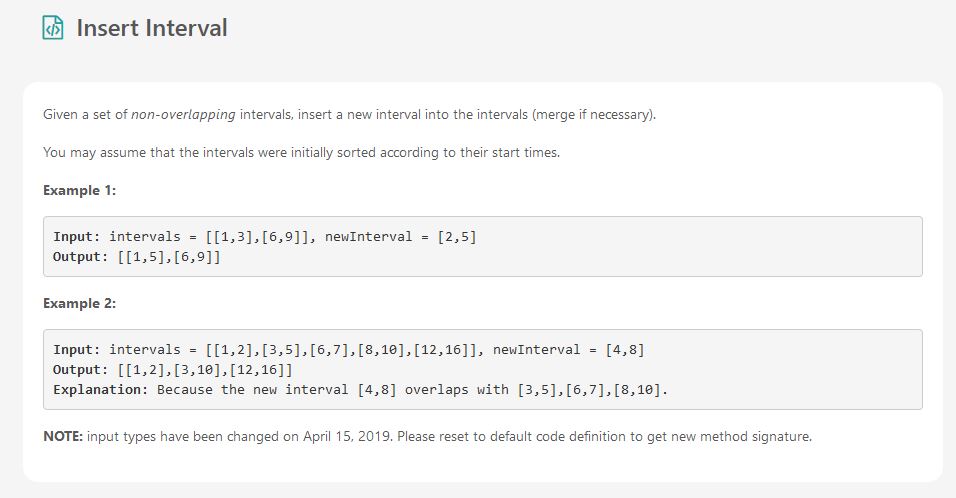 Insert Interval
Given a set of non-overlapping intervals, insert a new interval into the intervals (merge if necessary).
You may assume that the intervals were initially sorted according to their start times.
Example 1:
Input: intervals = [[1,3],[6,9]], newInterval = [2,5]
Output: [[1,5],[6,9]]
Example 2:
Input: intervals = [[1,2],[3,5],[6,7],[8,10],[12,16]], newInterval = [4,8]
Output: [[1,2],[3,10],[12,16]]
Explanation: Because the new interval [4,8] overlaps with [3,5],[6,7],[8,10].
NOTE: input types have been changed on April 15, 2019. Please reset to default code definition to get new method signature.